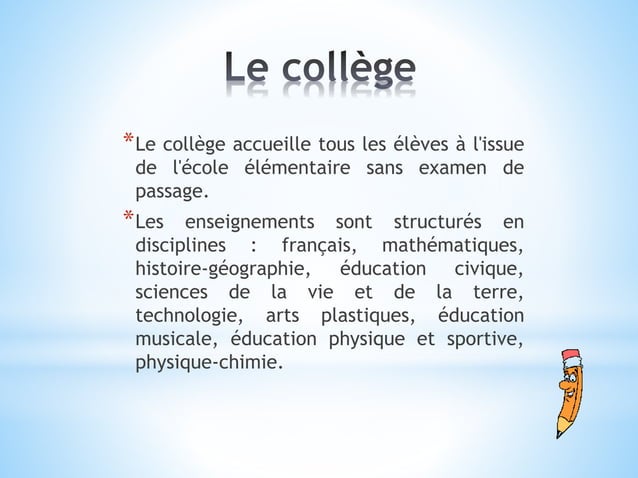 Le collège
*Le collège accueille tous les élèves à l'issue
de l'école élémentaire sans examen de
passage.
*Les enseignements sont structurés en
disciplines : français, mathématiques,
histoire-géographie, éducation civique,
sciences de la vie et de la terre,
technologie, arts plastiques, éducation
musicale, éducation physique et sportive,
physique-chimie.